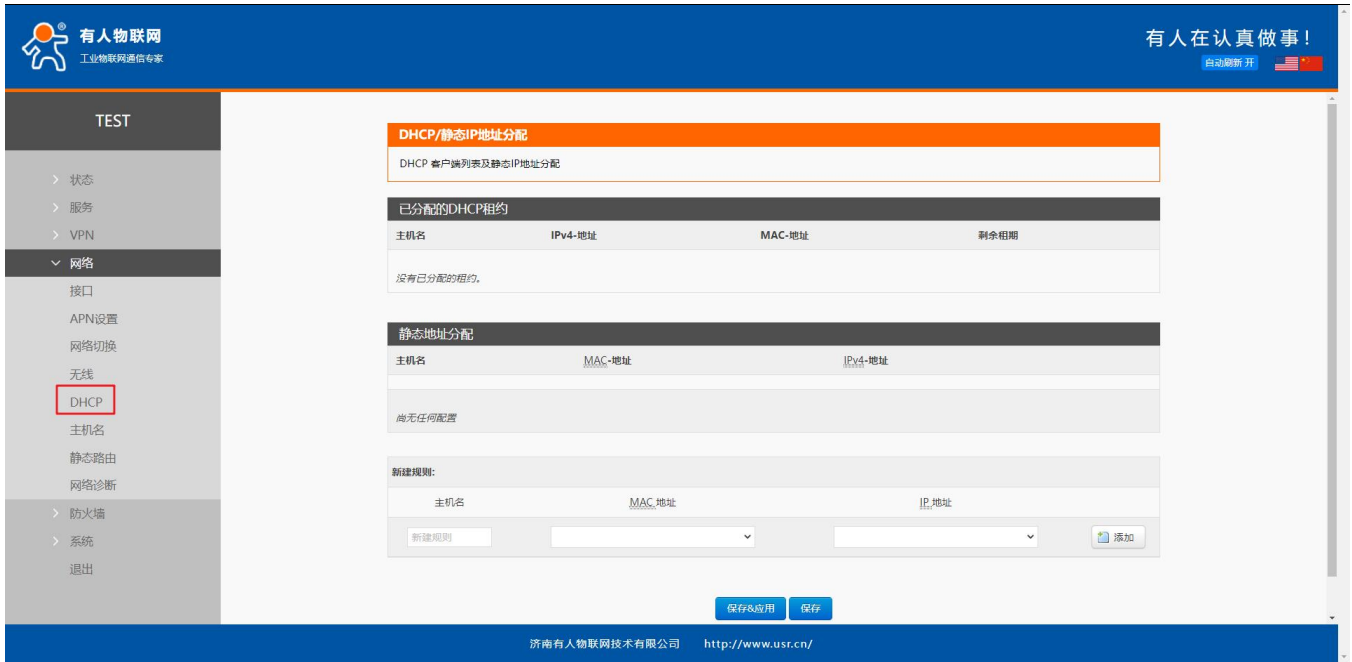 有人物联网
®
工业物联网通信专家
有人在认真做事!
自动刷新 开
TEST
状态
服务
VPN
网络
接口
APN设置
网络切换
无线
DHCP
主机名
静态路由
网络诊断
防火墙
系统
退出
DHCP/静态IP地址分配
DHCP 客户端列表及静态IP地址分配
已分配的DHCP租约
主机名 IPv4-地址 MAC-地址 剩余租期
没有已分配的租约。
静态地址分配
主机名 MAC-地址 IPv4-地址
尚无任何配置
新建规则:
主机名 MAC 地址 IP 地址
新建规则 添加
保存&应用 保存
济南有人物联网技术有限公司 http://www.usr.cn/